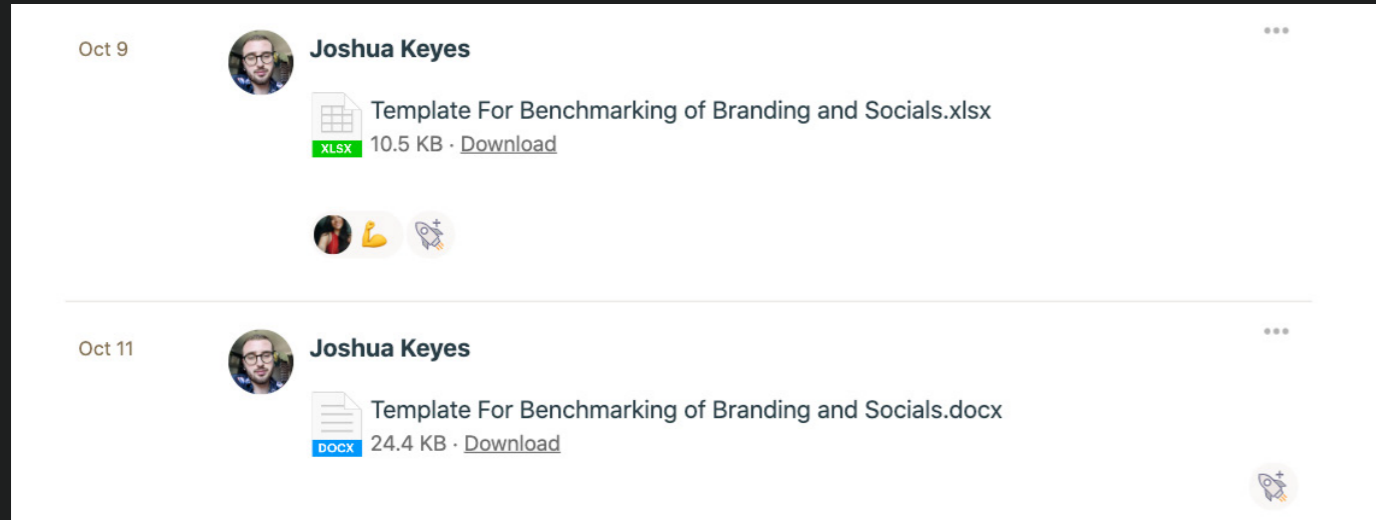 Oct 9
Joshua Keyes
Template For Benchmarking of Branding and Socials.xlsx
XLSX
10.5 KB · Download
Oct 11
Joshua Keyes
Template For Benchmarking of Branding and Socials.docx
DOCX
24.4 KB · Download